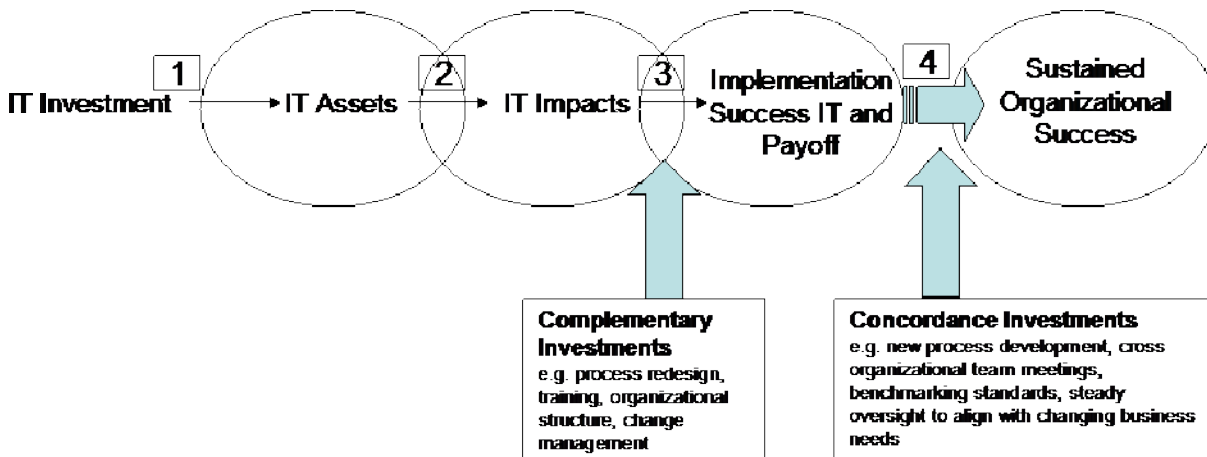 1
2
3
4
IT Investment
IT Assets
IT Impacts
Implementation
Success IT and
Payoff
Sustained
Organizational
Success
Complementary
Investments
e.g. process redesign,
training, organizational
structure, change
management
Concordance Investments
e.g. new process development, cross
organizational team meetings,
benchmarking standards, steady
oversight to align with changing business
needs